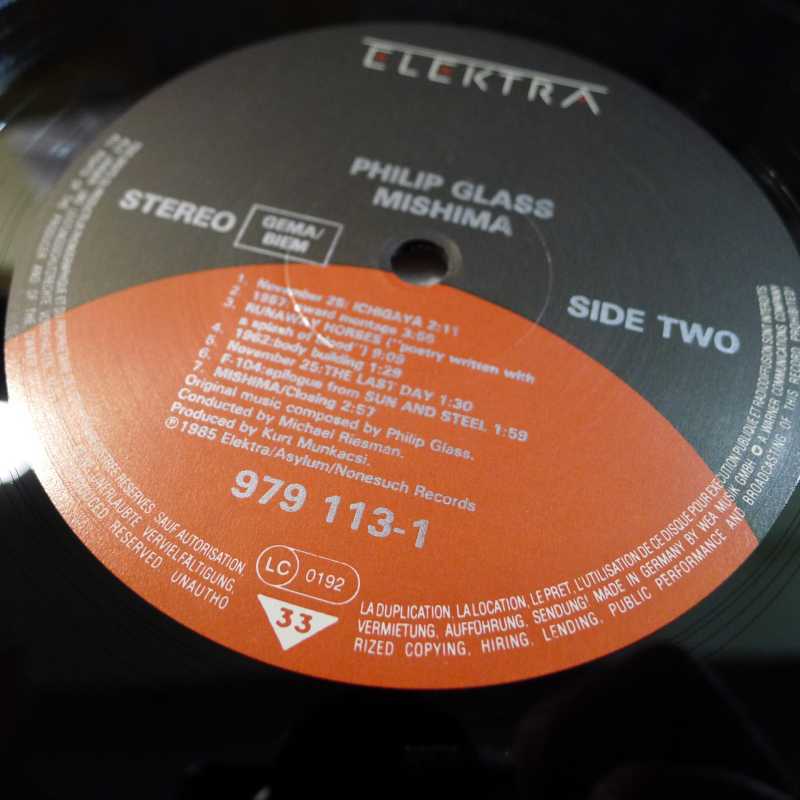 ELEKTRA
PHILIP GLASS
MISHIMA
STEREO
GEMA/
BIEM
SIDE TWO
1. November 25: ICHIGAYA 2:11
2. 1957: award montage 3:56
3. RUNAWAY HORSES ("poetry written with
a splash of blood") 9:09
4. 1962:body building 1:29
5. November 25:THE LAST DAY 1:30
6. F-104:epilogue from SUN AND STEEL 1:59
7. MISHIMA/Closing 2:57
Original music composed by Philip Glass.
Conducted by Michael Riesman.
Produced by Kurt Munkacsi.
℗ 1985 Elektra/Asylum/Nonesuch Records
979 113-1
LC 0192
33
RESERVES. SAUF AUTORISATION, LA DUPLICATION, LA LOCATION, LE PRET, L'UTILISATION DE CE DISQUE POUR EXECUTION PUBLIQUE ET RADIODIFFUSION SONT INTERDITS
UNERLAUBTE VERVIELFÄLTIGUNG, VERMIETUNG, AUFFÜHRUNG, SENDUNG! MADE IN GERMANY BY WEA MUSIK GMBH A WARNER COMMUNICATIONS COMPANY
RESERVED UNAUTHORIZED COPYING, HIRING, LENDING, PUBLIC PERFORMANCE AND BROADCASTING OF THIS RECORD PROHIBITED